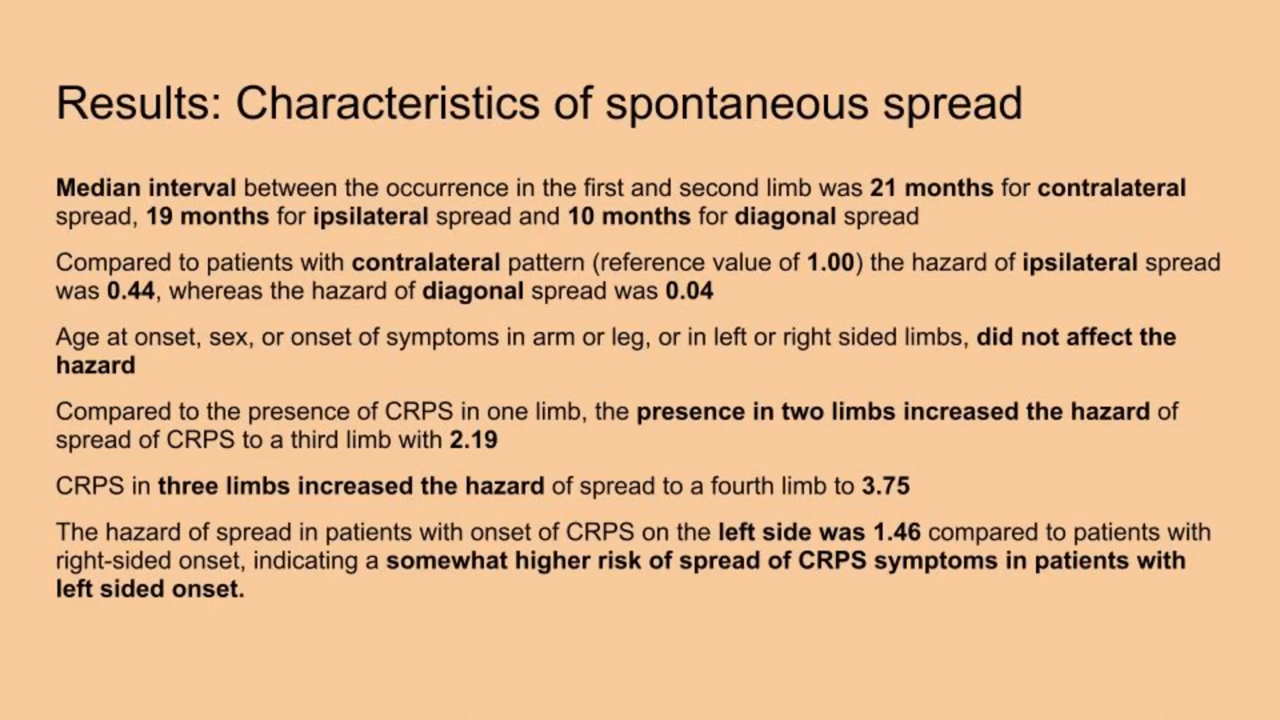 Results: Characteristics of spontaneous spread
Median interval between the occurrence in the first and second limb was 21 months for contralateral
spread, 19 months for ipsilateral spread and 10 months for diagonal spread
Compared to patients with contralateral pattern (reference value of 1.00) the hazard of ipsilateral spread
was 0.44, whereas the hazard of diagonal spread was 0.04
Age at onset, sex, or onset of symptoms in arm or leg, or in left or right sided limbs, did not affect the
hazard
Compared to the presence of CRPS in one limb, the presence in two limbs increased the hazard of
spread of CRPS to a third limb with 2.19
CRPS in three limbs increased the hazard of spread to a fourth limb to 3.75
The hazard of spread in patients with onset of CRPS on the left side was 1.46 compared to patients with
right-sided onset, indicating a somewhat higher risk of spread of CRPS symptoms in patients with
left sided onset.